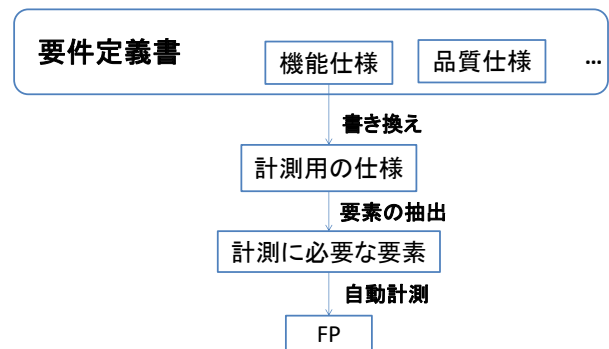 要件定義書
機能仕様
品質仕様
...
書き換え
計測用の仕様
要素の抽出
計測に必要な要素
自動計測
FP